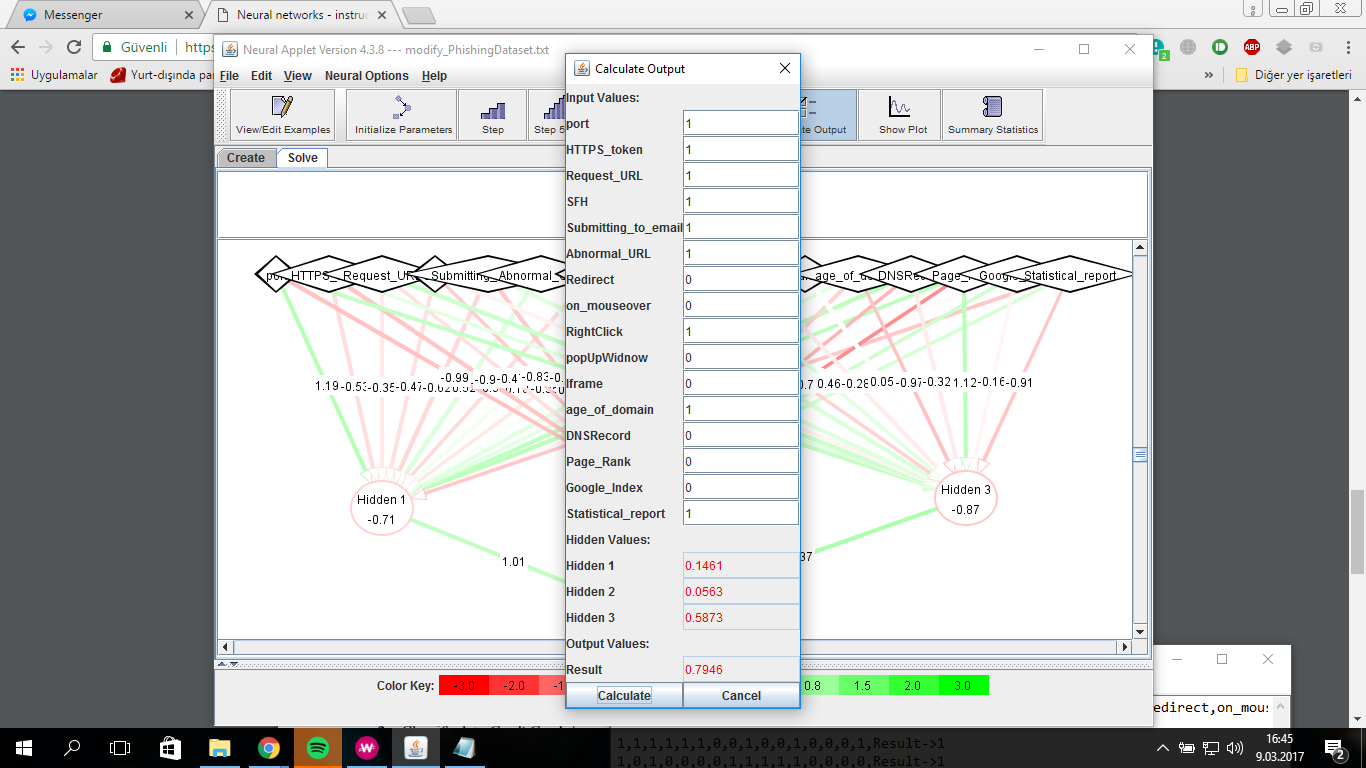 Messenger
Neural networks - instruc
Güvenli
https
Uygulamalar
Yurt-dışında pa
Diğer yer işaretleri
Neural Applet Version 4.3.8 --- modify_PhishingDataset.txt
File Edit View Neural Options Help
View/Edit Examples
Initialize Parameters
Step
Step 5
te Output
Show Plot
Summary Statistics
Create
Solve
Calculate Output
Input Values:
port 1
HTTPS_token 1
Request_URL 1
SFH 1
Submitting_to_email 1
Abnormal_URL 1
Redirect 0
on_mouseover 0
RightClick 1
popUpWidnow 0
Iframe 0
age_of_domain 1
DNSRecord 0
Page_Rank 0
Google_Index 0
Statistical_report 1
Hidden Values:
Hidden 1 0.1461
Hidden 2 0.0563
Hidden 3 0.5873
Output Values:
Result 0.7946
Calculate
Cancel
HTTPS_
Request_UR
Submitting_
Abnormal_
age_of_do
DNSRec
Page_
Google_
Statistical_report
1.19 -0.53 -0.36 -0.47
-0.99 -0.9 -0.4 -0.83
0.7 0.46 -0.28 0.05 -0.97 -0.32 1.12 -0.16 -0.91
Hidden 1
-0.71
Hidden 3
-0.87
1.01
37
Color Key: -3.0 -2.0 -1 0.8 1.5 2.0 3.0
edirect,on_mous
1,1,1,1,1,1,0,0,1,0,0,1,0,0,0,1,Result->1
1,0,1,0,0,0,0,1,1,1,1,1,0,0,0,0,Result->1
16:45
9.03.2017
2
2
ABP